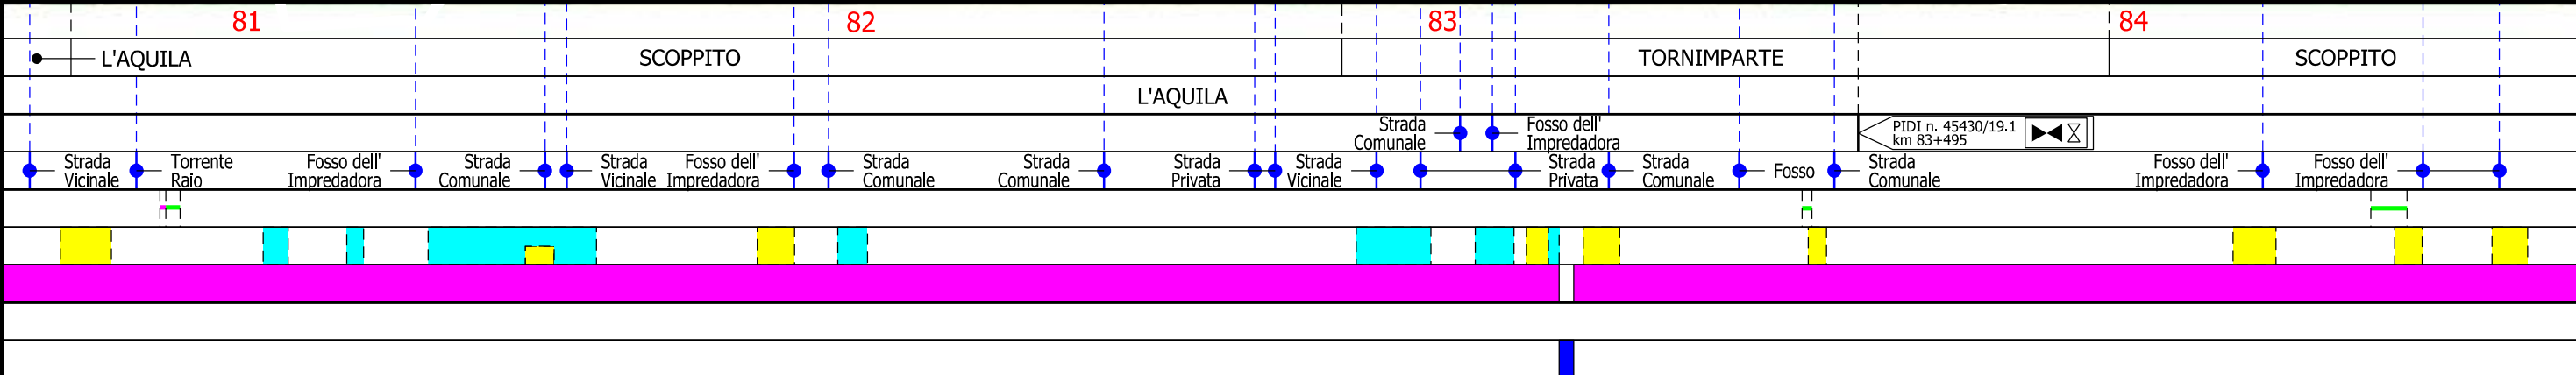 81 82 83 84
L'AQUILA SCOPPITO TORNIMPARTE SCOPPITO
L'AQUILA
Strada Fosso dell' PIDI n. 45430/19.1
Comunale Impredadora km 83+495
Strada Torrente Fosso dell' Strada Strada Fosso dell' Strada Strada Strada Strada Strada Strada Fosso Strada Fosso dell' Fosso dell'
Vicinale Raio Impredadora Comunale Vicinale Impredadora Comunale Comunale Privata Vicinale Privata Comunale Comunale Impredadora Impredadora